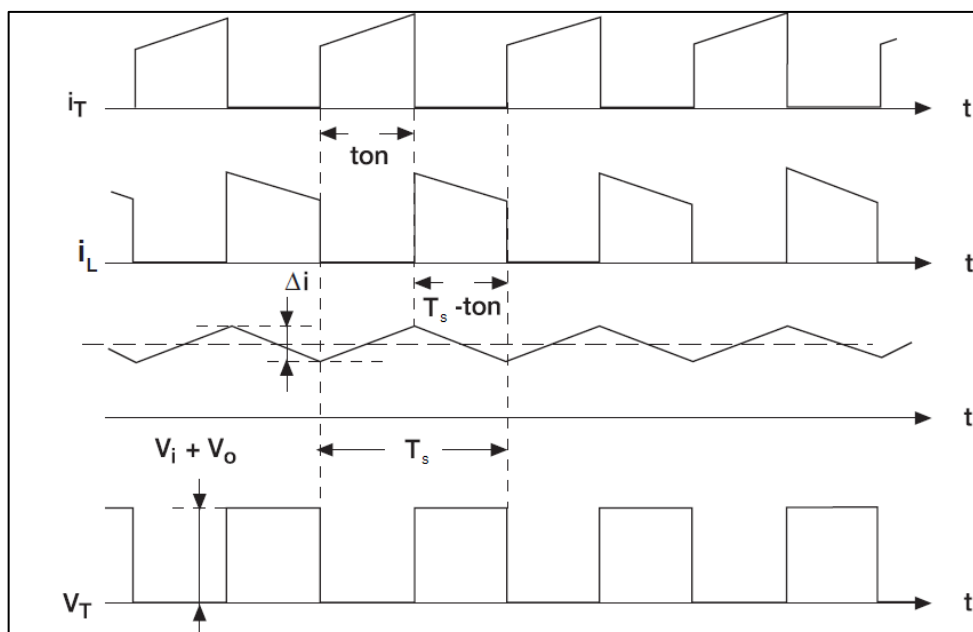 i_T
t
ton
i_L
t
Δi
T_s -ton
t
V_i + V_o
T_s
V_T
t